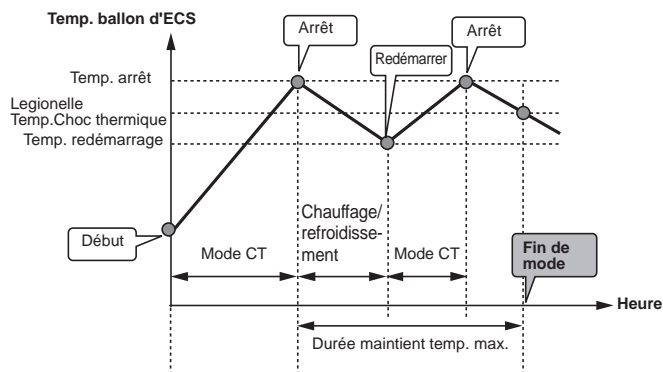 Temp. ballon d'ECS
Arrêt
Arrêt
Redémarrer
Temp. arrêt
Legionelle
Temp.Choc thermique
Temp. redémarrage
Début
Mode CT
Chauffage/
refroidisse-
ment
Mode CT
Fin de
mode
Heure
Durée maintient temp. max.